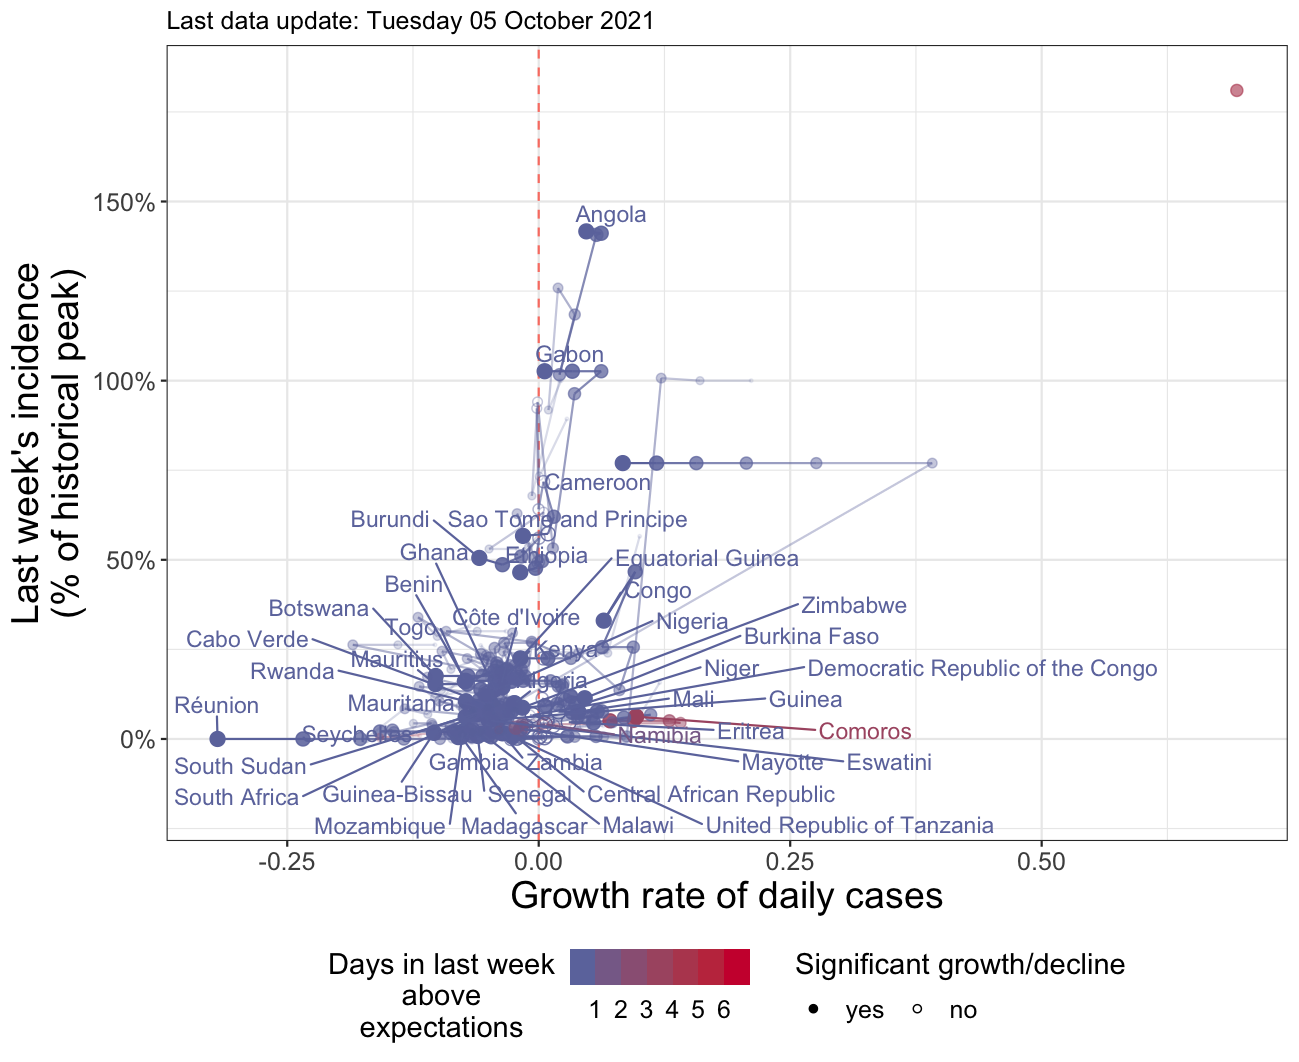 Last data update: Tuesday 05 October 2021
Last week's incidence
(% of historical peak)
150%
100%
50%
0%
Angola
Gabon
Cameroon
Burundi
Sao Tome and Principe
Ghana
Ethiopia
Equatorial Guinea
Benin
Congo
Botswana
Côte d'Ivoire
Zimbabwe
Togo
Nigeria
Cabo Verde
Burkina Faso
Kenya
Mauritius
Rwanda
Niger
Democratic Republic of the Congo
Algeria
Réunion
Mauritania
Mali
Guinea
Seychelles
Namibia
Eritrea
Comoros
South Sudan
Gambia
Zambia
Mayotte
Eswatini
South Africa
Guinea-Bissau
Senegal
Central African Republic
Mozambique
Madagascar
Malawi
United Republic of Tanzania
-0.25
0.00
0.25
0.50
Growth rate of daily cases
Days in last week
above
expectations
1 2 3 4 5 6
Significant growth/decline
yes
no